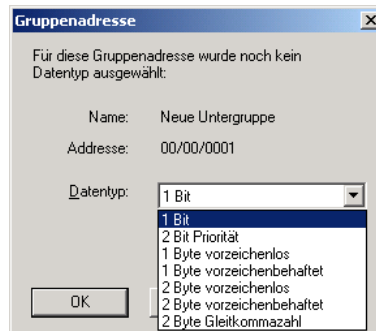 Gruppenadresse
Für diese Gruppenadresse wurde noch kein
Datentyp ausgewählt:
Name: Neue Untergruppe
Addresse: 00/00/0001
Datentyp: 1 Bit
1 Bit
2 Bit Priorität
1 Byte vorzeichenlos
1 Byte vorzeichenbehaftet
2 Byte vorzeichenlos
2 Byte vorzeichenbehaftet
2 Byte Gleitkommazahl
OK